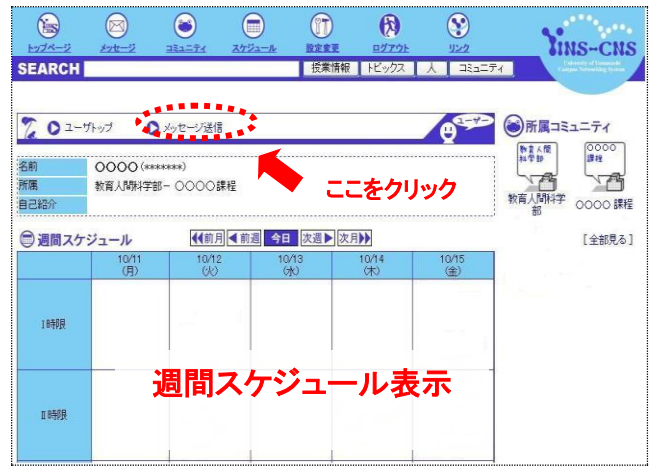 トップページ メッセージ コミュニティ スケジュール 設定変更 ログアウト リンク
YINS-CNS
University of Yamanashi
Campus Networking System
SEARCH 授業情報 トピックス 人 コミュニティ
ユーザトップ メッセージ送信
ユーザー
所属コミュニティ
名前 〇〇〇〇 (*******)
所属 教育人間科学部- 〇〇〇〇課程
自己紹介
ここをクリック
教育人間
科学部
〇〇〇〇
課程
教育人間科学
部
〇〇〇〇 課程
[全部見る]
週間スケジュール 前月 前週 今日 次週 次月
10/11 10/12 10/13 10/14 10/15
(月) (火) (水) (木) (金)
I時限
週間スケジュール表示
II時限